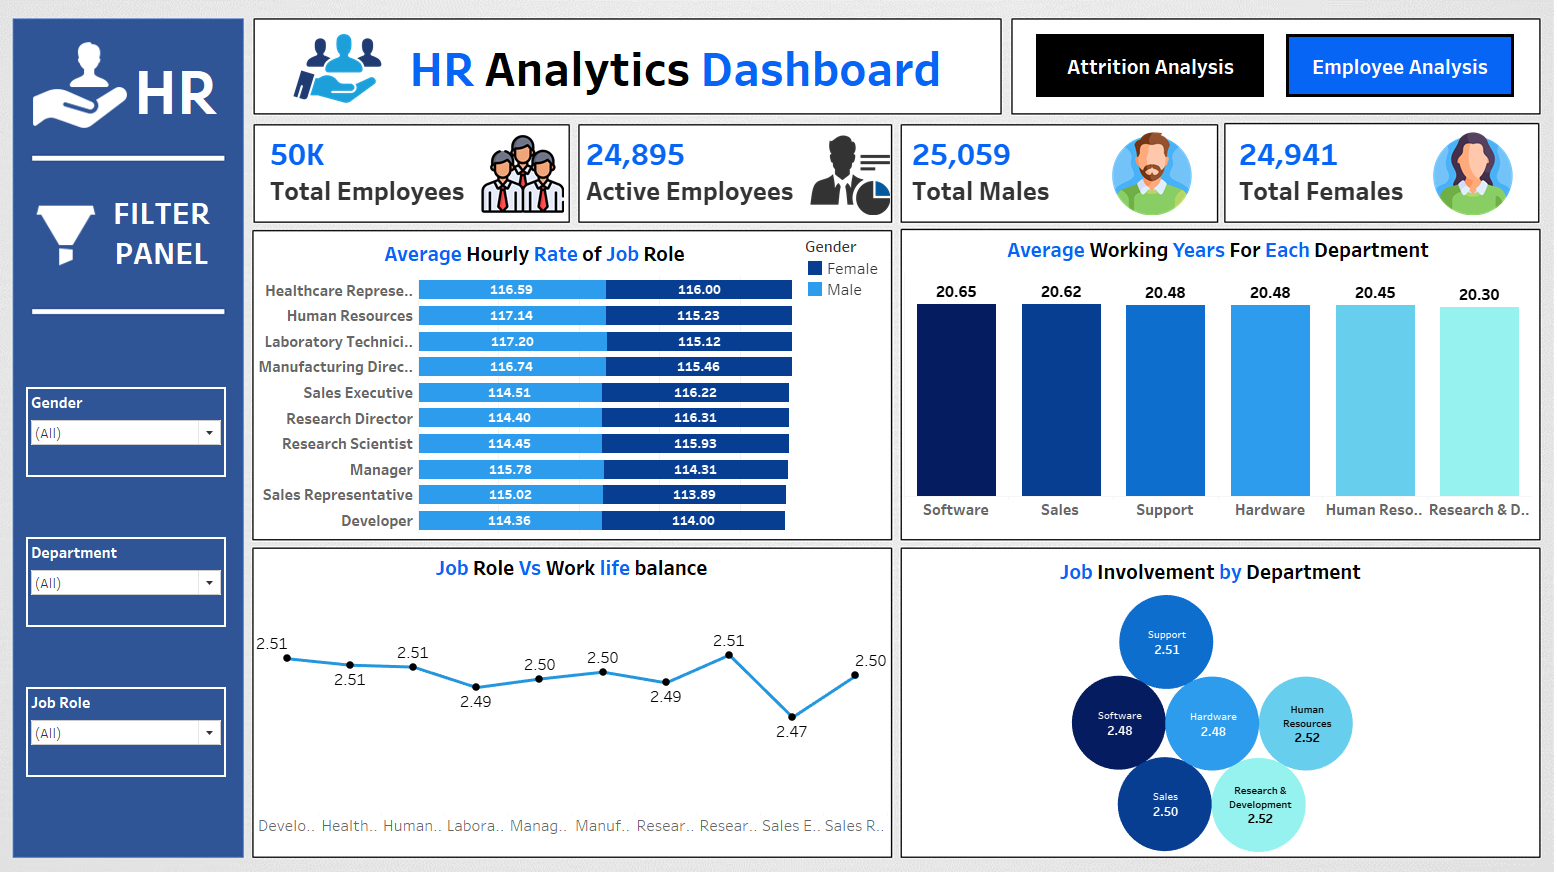 HR
FILTER
PANEL
Gender
(All)
Department
(All)
Job Role
(All)
HR Analytics Dashboard
Attrition Analysis
Employee Analysis
50K
Total Employees
24,895
Active Employees
25,059
Total Males
24,941
Total Females
Average Hourly Rate of Job Role
Gender
Female
Male
Healthcare Represe.. 116.59 116.00
Human Resources 117.14 115.23
Laboratory Technici.. 117.20 115.12
Manufacturing Direc.. 116.74 115.46
Sales Executive 114.51 116.22
Research Director 114.40 116.31
Research Scientist 114.45 115.93
Manager 115.78 114.31
Sales Representative 115.02 113.89
Developer 114.36 114.00
Average Working Years For Each Department
20.65 20.62 20.48 20.48 20.45 20.30
Software Sales Support Hardware Human Reso.. Research & D..
Job Role Vs Work life balance
2.51 2.51 2.51 2.49 2.50 2.50 2.49 2.51 2.47 2.50
Develo.. Health.. Human.. Labora.. Manag.. Manuf.. Resear.. Resear.. Sales E.. Sales R..
Job Involvement by Department
Support
2.51
Software
2.48
Hardware
2.48
Human
Resources
2.52
Sales
2.50
Research &
Development
2.52